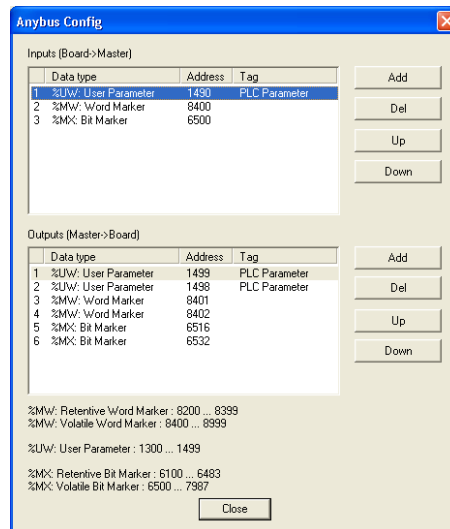 Anybus Config
Inputs (Board->Master)
Data type Address Tag
1 %UW: User Parameter 1490 PLC Parameter
2 %MW: Word Marker 8400
3 %MX: Bit Marker 6500
Add
Del
Up
Down
Outputs (Master->Board)
Data type Address Tag
1 %UW: User Parameter 1499 PLC Parameter
2 %UW: User Parameter 1498 PLC Parameter
3 %MW: Word Marker 8401
4 %MW: Word Marker 8402
5 %MX: Bit Marker 6516
6 %MX: Bit Marker 6532
Add
Del
Up
Down
%MW: Retentive Word Marker : 8200 ... 8399
%MW: Volatile Word Marker : 8400 ... 8999
%UW: User Parameter : 1300 ... 1499
%MX: Retentive Bit Marker : 6100 ... 6483
%MX: Volatile Bit Marker : 6500 ... 7987
Close